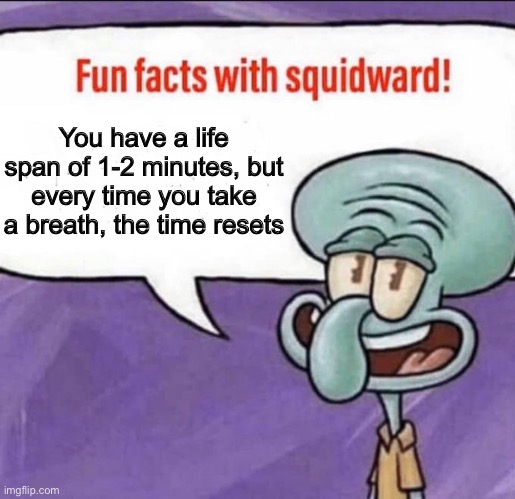 Fun facts with squidward!
You have a life
span of 1-2 minutes, but
every time you take
a breath, the time resets
imgflip.com